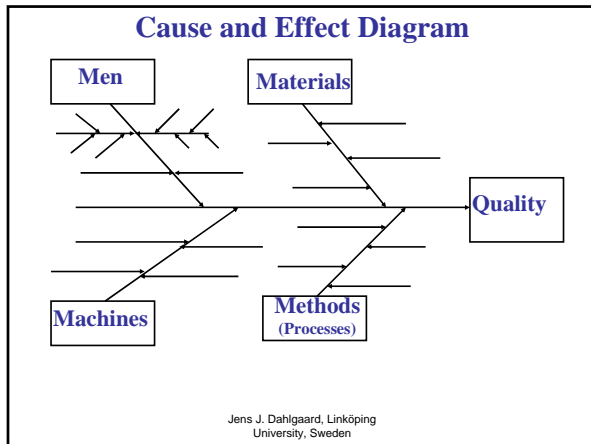 Cause and Effect Diagram
Men
Materials
Quality
Machines
Methods
(Processes)
Jens J. Dahlgaard, Linköping
University, Sweden